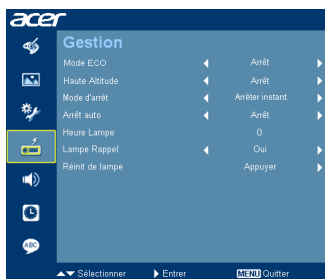 acer
Gestion
Mode ECO Arrêt
Haute Altitude Arrêt
Mode d'arrêt Arrêter instant.
Arrêt auto Arrêt
Heure Lampe 0
Lampe Rappel Oui
Réinit de lampe Appuyer
ABC
Sélectionner Entrer MENU Quitter